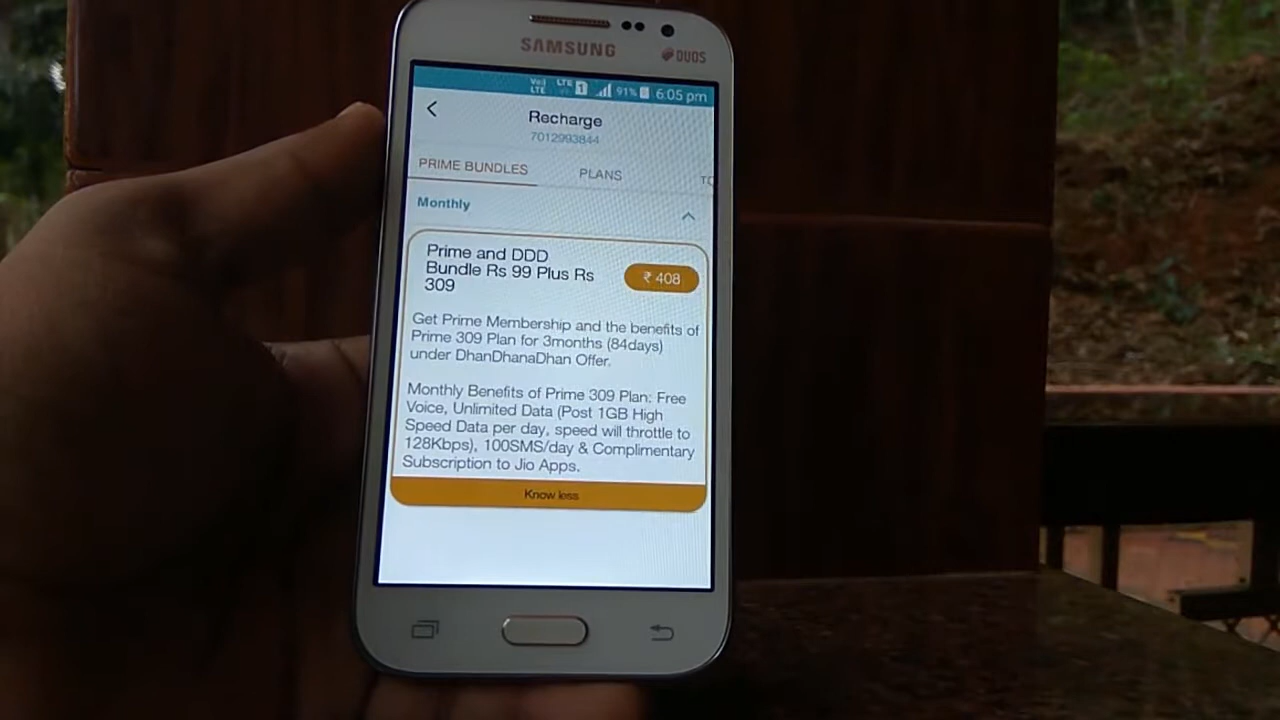 SAMSUNG
DUOS
VoLTE LTE 1 91% 6:05 pm
Recharge
7012993844
PRIME BUNDLES PLANS
Monthly
Prime and DDD
Bundle Rs 99 Plus Rs
309
₹ 408
Get Prime Membership and the benefits of
Prime 309 Plan for 3months (84days)
under DhanDhanaDhan Offer.
Monthly Benefits of Prime 309 Plan: Free
Voice, Unlimited Data (Post 1GB High
Speed Data per day, speed will throttle to
128Kbps), 100SMS/day & Complimentary
Subscription to Jio Apps.
Know less